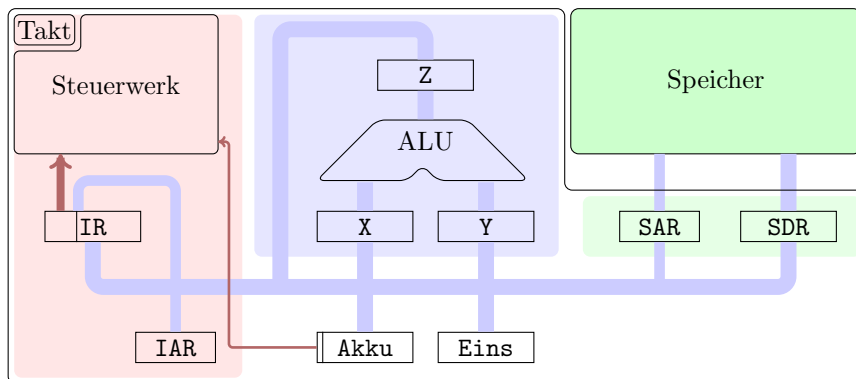 Takt
Steuerwerk
Z
Speicher
ALU
IR
X
Y
SAR
SDR
IAR
Akku
Eins